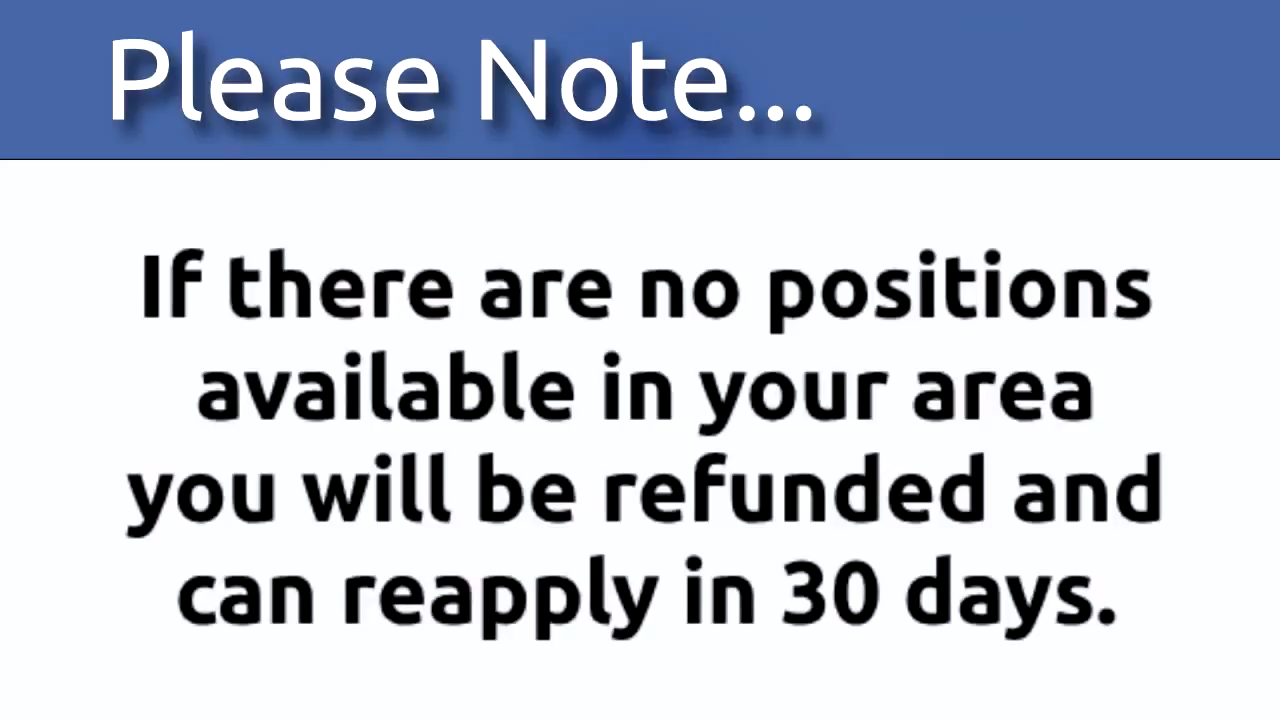 Please Note...
If there are no positions
available in your area
you will be refunded and
can reapply in 30 days.